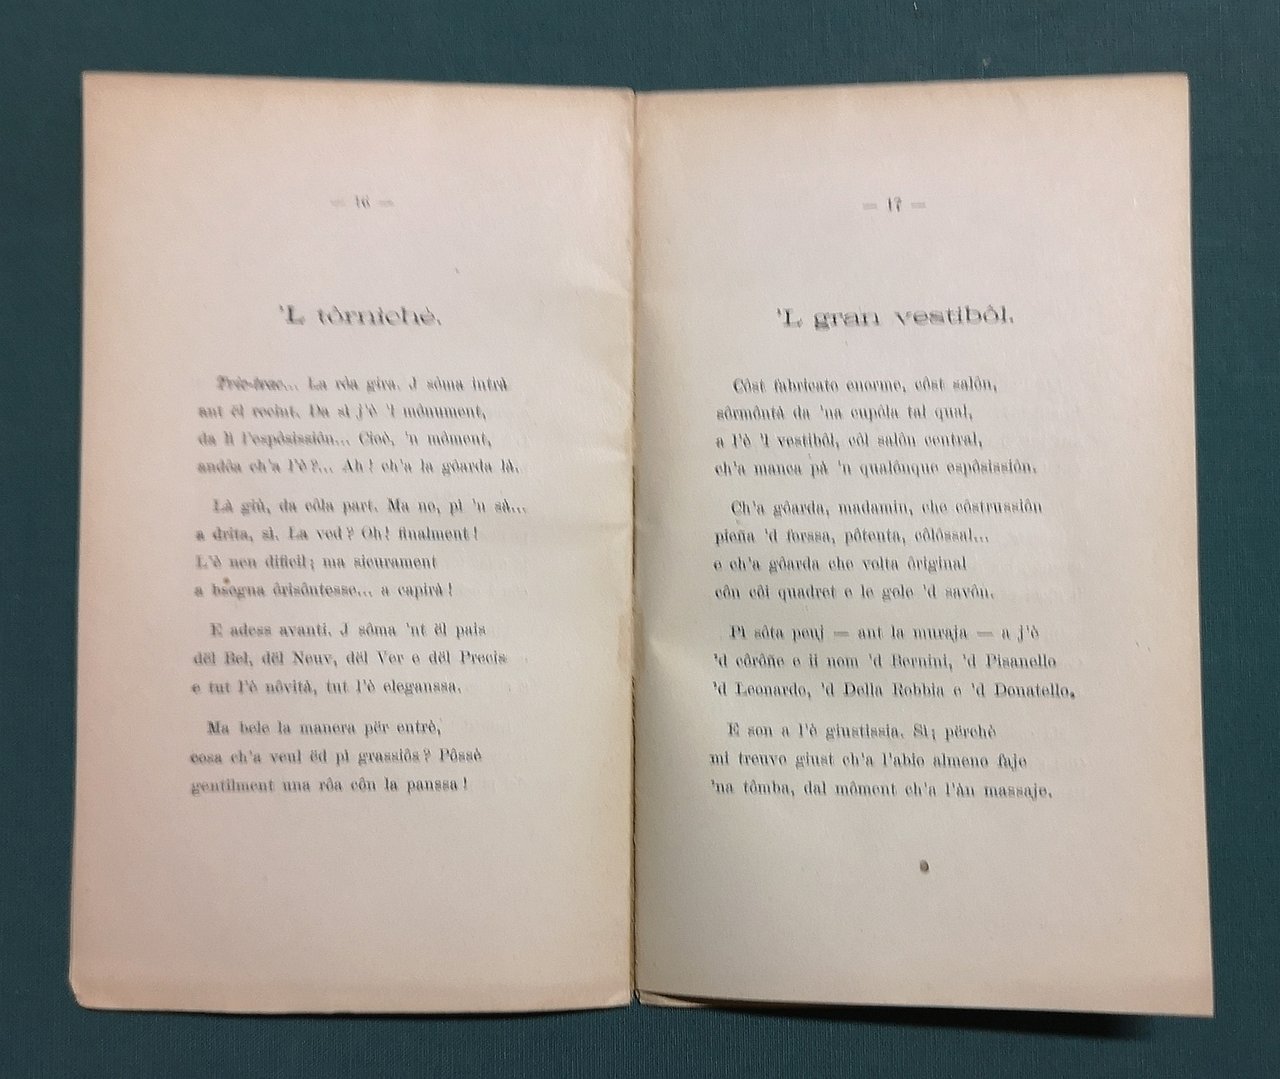 — 16 —
'L tôrnichè.
Tric-trac... La rôa gira. J sôma intrà
ant ël recint. Da sì j'è 'l mônument,
da lì l'espôsissiôn... Cioè, 'n môment,
andôa ch'a l'è?... Ah! ch'a la gôarda là.
Là giù, da côla part. Ma no, pì 'n sà...
a drita, sì. La ved? Oh! finalment!
L'è nen dificil; ma sicurament
a bsogna ôrisôntesse... a capirà!
E adess avanti. J sôma 'nt ël pais
dël Bel, dël Neuv, dël Ver e dël Precis
e tut l'è nôvità, tut l'è eleganssa.
Ma bele la manera për entrè,
cosa ch'a veul ëd pì grassiôs? Pôssè
gentilment una rôa côn la panssa!
— 17 —
'L gran vestibôl.
Côst fabricato enorme, côst salôn,
sôrmôntà da 'na cupôla tal qual,
a l'è 'l vestibôl, côl salôn central,
ch'a manca pà 'n qualônque espôsissiôn.
Ch'a gôarda, madamin, che côstrussiôn
pieña 'd forssa, pôtenta, côlôssal...
e ch'a gôarda che volta ôriginal
côn côi quadret e le gole 'd savôn.
Pì sôta peuj — ant la muraja — a j'è
'd côrôñe e ii nom 'd Bernini, 'd Pisanello
'd Leonardo, 'd Della Robbia e 'd Donatello.
E son a l'è giustissia. Sì; përchè
mi treuvo giust ch'a l'abio almeno faje
'na tômba, dal môment ch'a l'àn massaje.